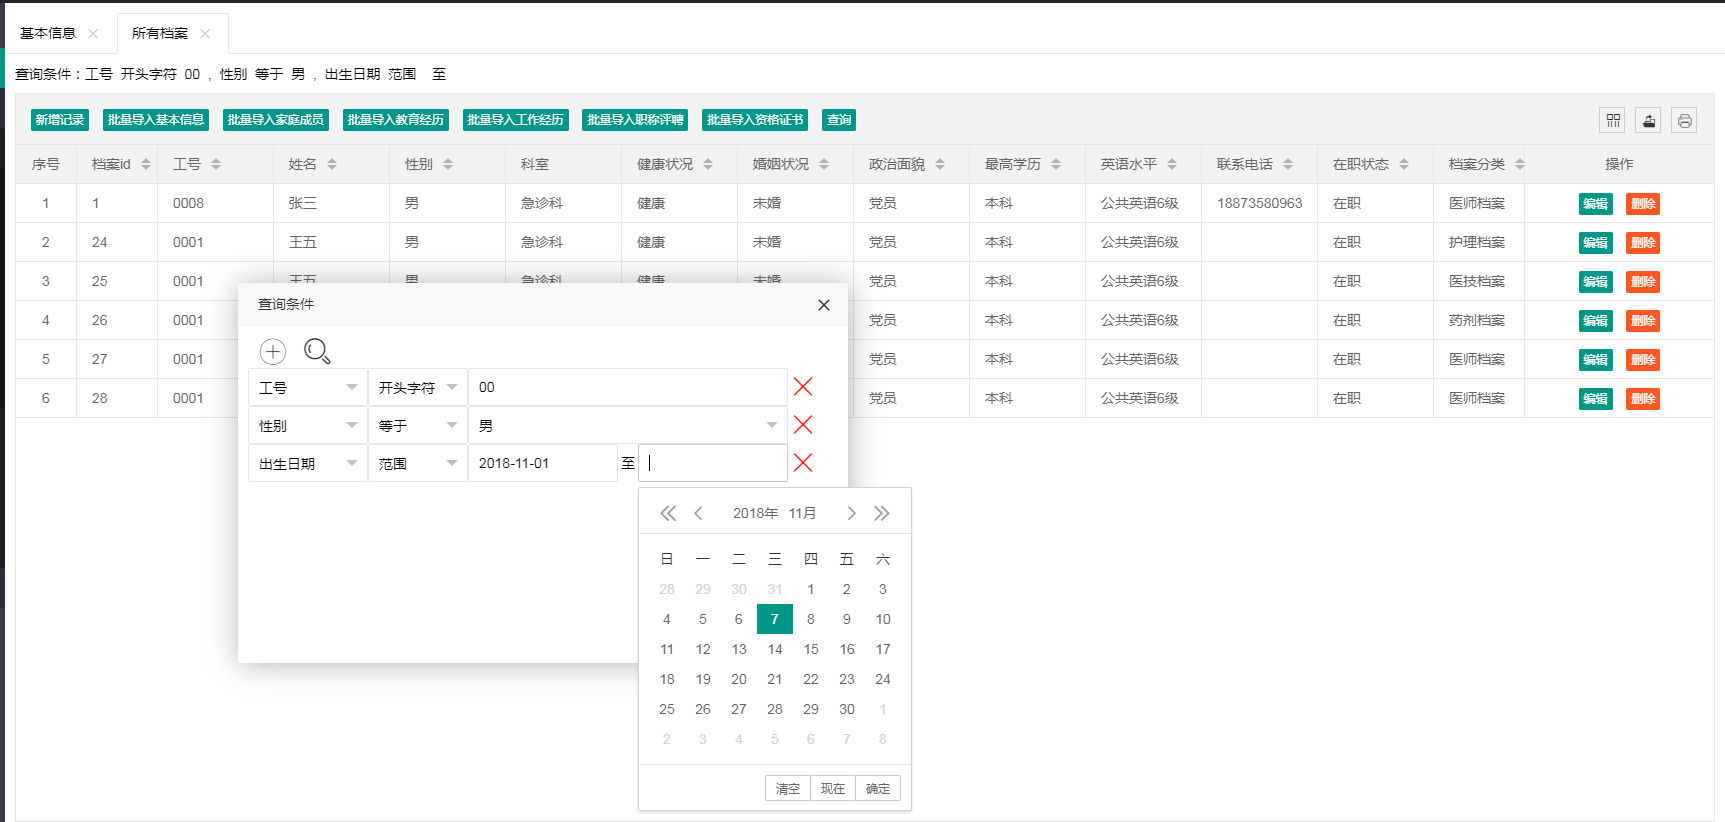 基本信息 所有档案
查询条件：工号 开头字符 00 , 性别 等于 男 , 出生日期 范围 至
新增记录 批量导入基本信息 批量导入家庭成员 批量导入教育经历 批量导入工作经历 批量导入职称评聘 批量导入资格证书 查询
序号 档案id 工号 姓名 性别 科室 健康状况 婚姻状况 政治面貌 最高学历 英语水平 联系电话 在职状态 档案分类 操作
1 1 0008 张三 男 急诊科 健康 未婚 党员 本科 公共英语6级 18873580963 在职 医师档案 编辑 删除
2 24 0001 王五 男 急诊科 健康 未婚 党员 本科 公共英语6级 在职 护理档案 编辑 删除
3 25 0001 王五 男 急诊科 健康 未婚 党员 本科 公共英语6级 在职 医技档案 编辑 删除
4 26 0001 党员 本科 公共英语6级 在职 药剂档案 编辑 删除
5 27 0001 党员 本科 公共英语6级 在职 医师档案 编辑 删除
6 28 0001 党员 本科 公共英语6级 在职 医师档案 编辑 删除
查询条件
工号 开头字符 00
性别 等于 男
出生日期 范围 2018-11-01 至
2018年 11月
日 一 二 三 四 五 六
28 29 30 31 1 2 3
4 5 6 7 8 9 10
11 12 13 14 15 16 17
18 19 20 21 22 23 24
25 26 27 28 29 30 1
2 3 4 5 6 7 8
清空 现在 确定